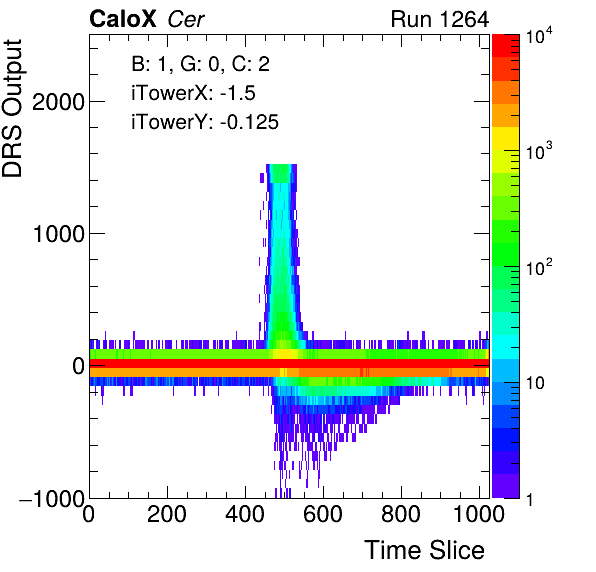 CaloX Cer Run 1264
B: 1, G: 0, C: 2
iTowerX: -1.5
iTowerY: -0.125
DRS Output
2000
1000
0
−1000
0 200 400 600 800 1000
Time Slice
10^4
10^3
10^2
10
1